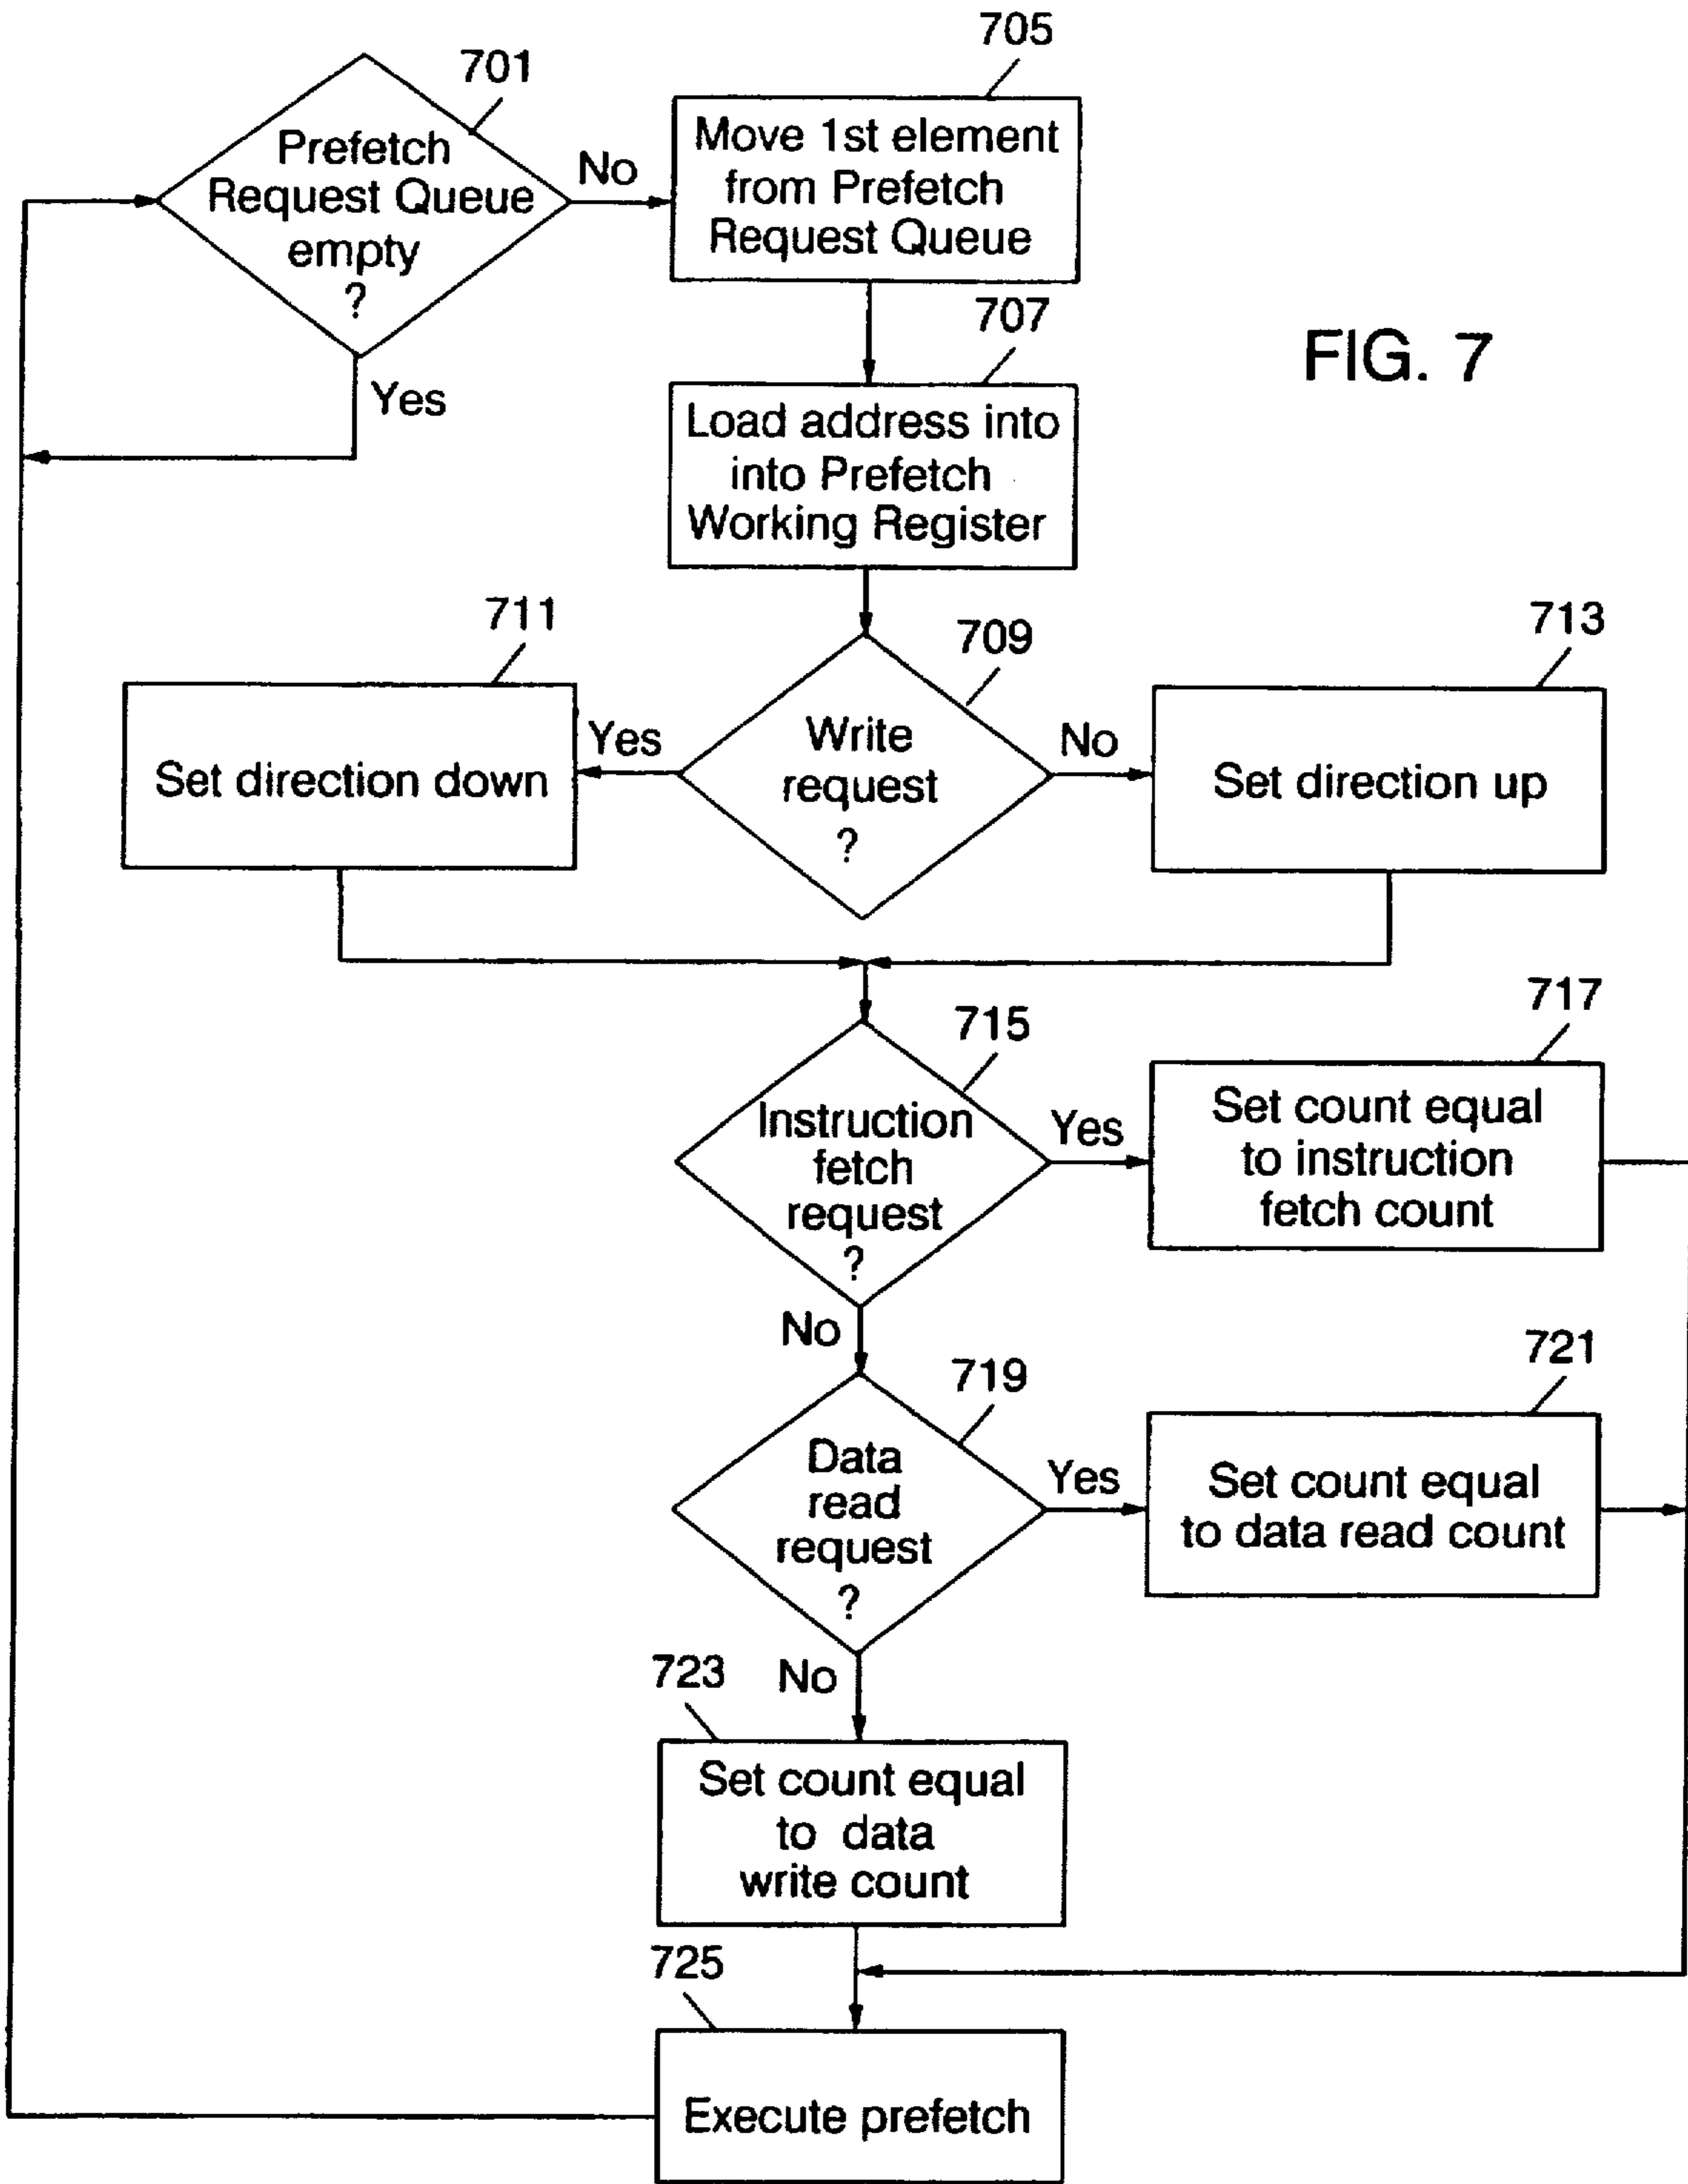 701
Prefetch
Request Queue
empty
?
No
Yes
705
Move 1st element
from Prefetch
Request Queue
707
Load address into
into Prefetch
Working Register
FIG. 7
709
Write
request
?
Yes
No
711
Set direction down
713
Set direction up
715
Instruction
fetch
request
?
Yes
No
717
Set count equal
to instruction
fetch count
719
Data
read
request
?
Yes
No
721
Set count equal
to data read count
723
Set count equal
to data
write count
725
Execute prefetch